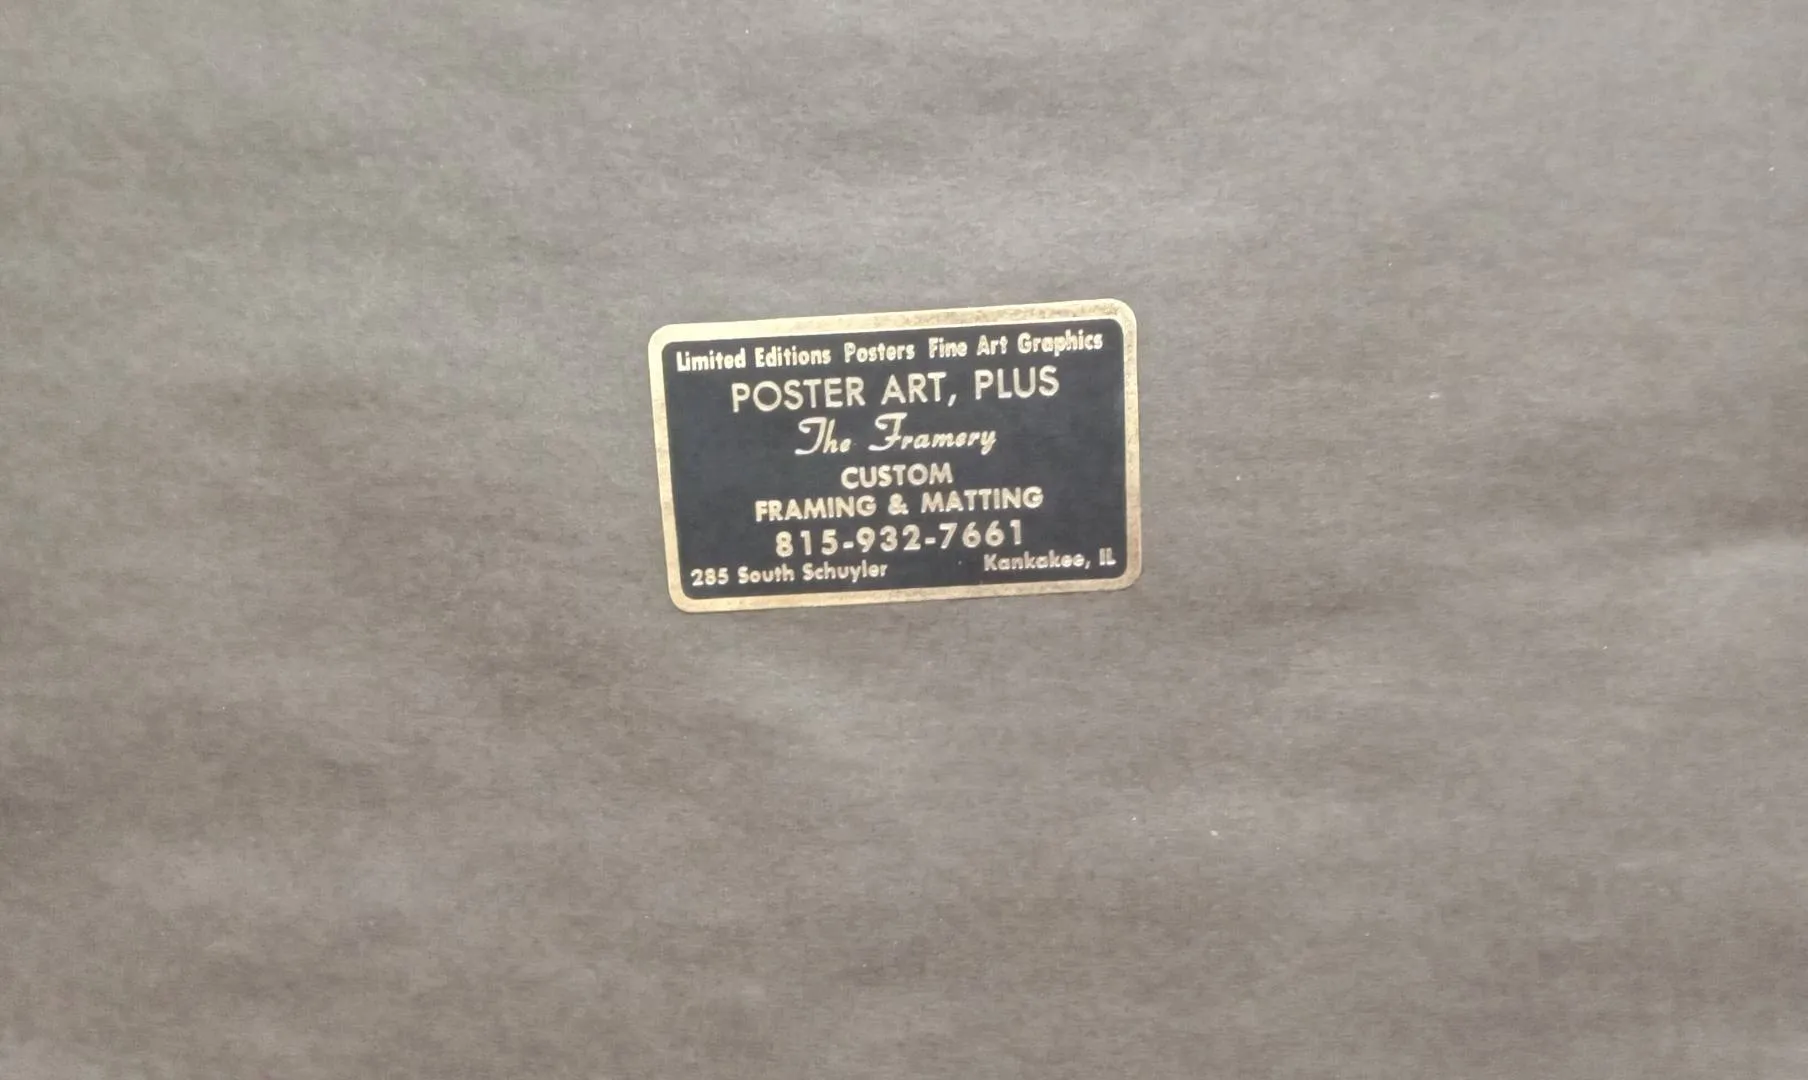 Limited Editions Posters Fine Art Graphics
POSTER ART, PLUS
The Framery
CUSTOM
FRAMING & MATTING
815-932-7661
285 South Schuyler Kankakee, IL